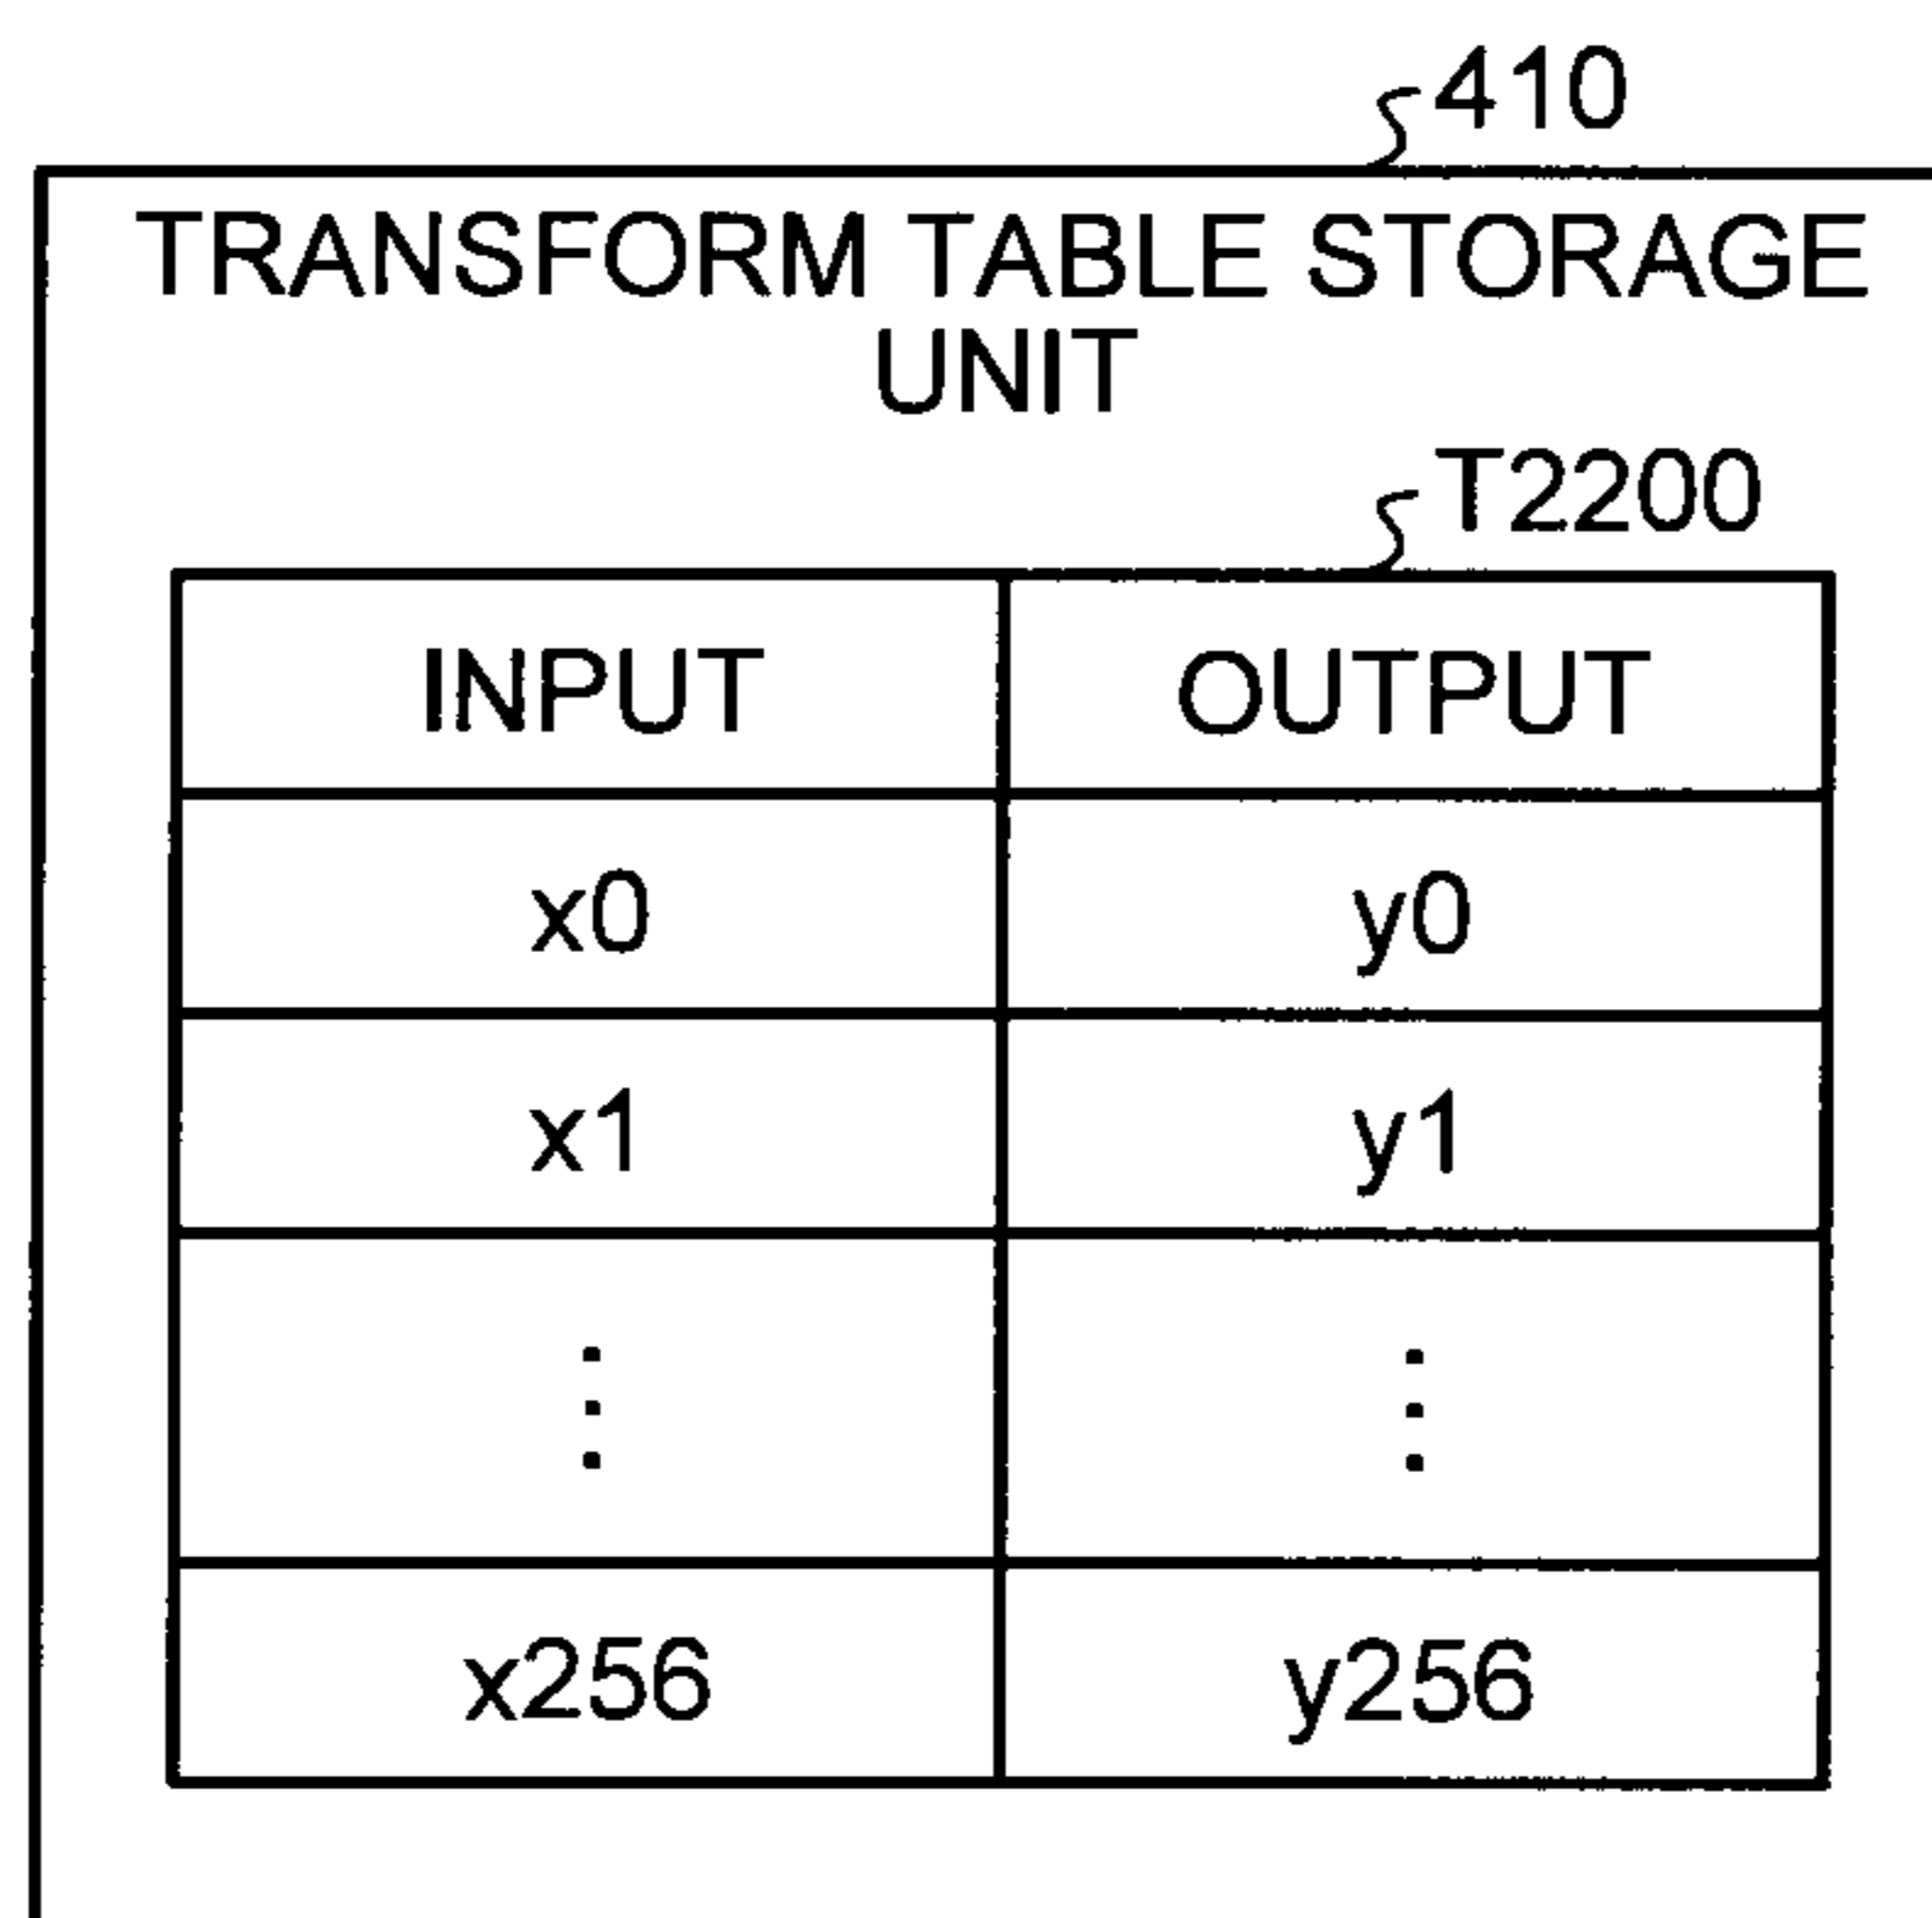 410
TRANSFORM TABLE STORAGE
UNIT
T2200
INPUT OUTPUT
x0 y0
x1 y1
x256 y256